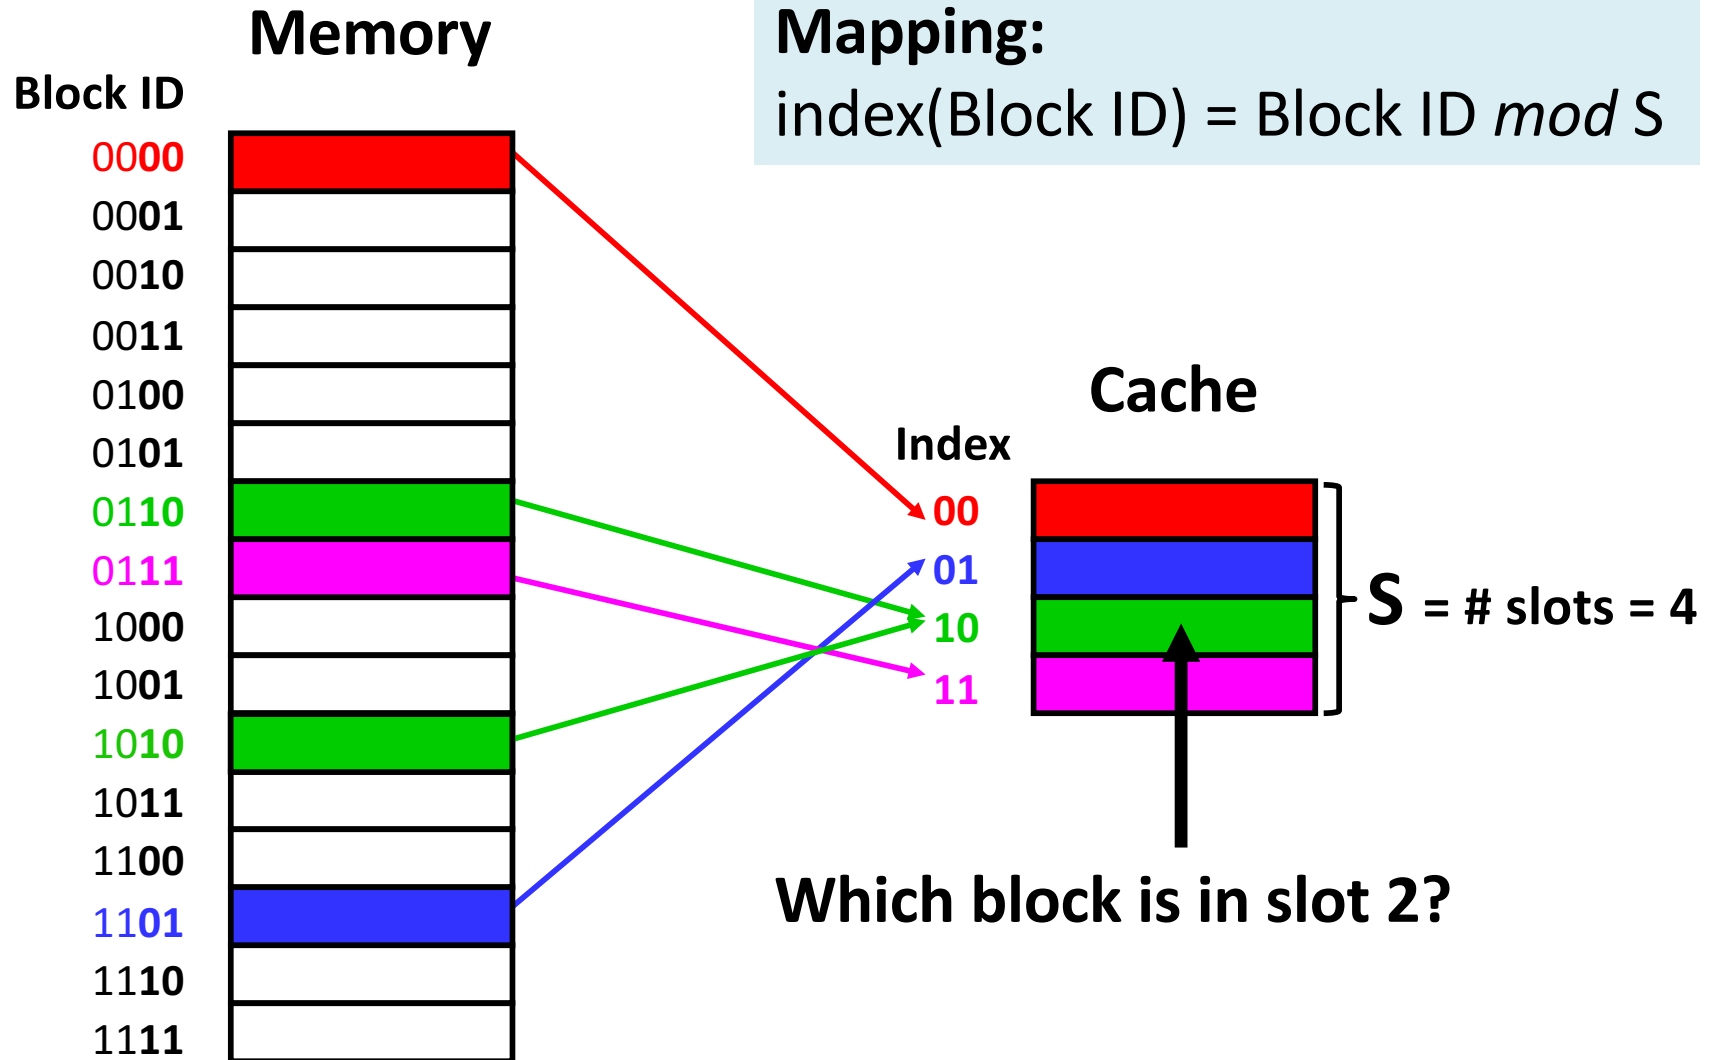 Memory
Mapping:
index(Block ID) = Block ID mod S
Block ID
0000
0001
0010
0011
0100
0101
0110
0111
1000
1001
1010
1011
1100
1101
1110
1111
Cache
Index
00
01
10
11
S = # slots = 4
Which block is in slot 2?